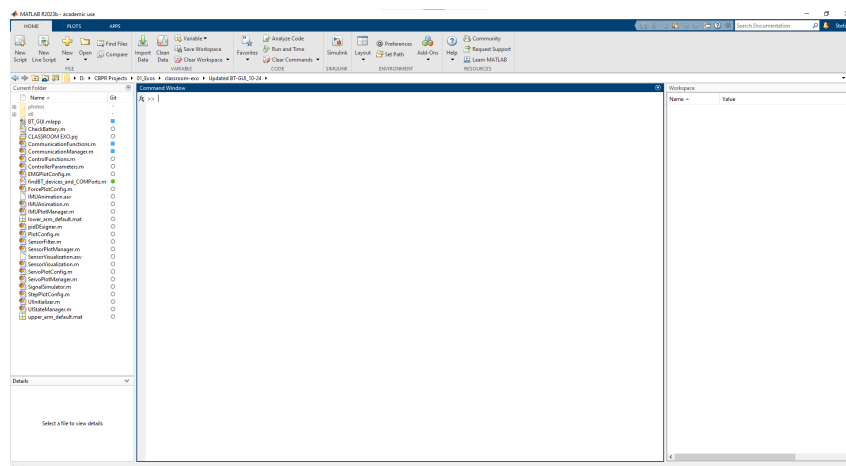 MATLAB R2023b - academic use
HOME PLOTS APPS
Search Documentation
Stefa
New Script
New Live Script
New
Open
Find Files
Compare
Import Data
Clean Data
Variable
Save Workspace
Clear Workspace
Favorites
Analyze Code
Run and Time
Clear Commands
Simulink
Layout
Preferences
Set Path
Add-Ons
Help
Community
Request Support
Learn MATLAB
FILE VARIABLE CODE SIMULINK ENVIRONMENT RESOURCES
D: CBPR Projects 01_Exos classroom-exo Updated BT-GUI_10-24
Current Folder
Name Git
photos
stl
BT_GUI.mlapp
CheckBattery.m
CLASSROOM EXO.prj
CommunicationFunctions.m
CommunicationManager.m
ControlFunctions.m
ControllerParameters.m
EMGPlotConfig.m
findBT_devices_and_COMPorts.m
ForcePlotConfig.m
IMUAnimation.asv
IMUAnimation.m
IMUPlotManager.m
lower_arm_default.mat
pidDEsigner.m
PlotConfig.m
SensorFilter.m
SensorPlotManager.m
SensorVisualization.asv
SensorVisualization.m
ServoPlotConfig.m
ServoPlotManager.m
SignalSimulator.m
StepPlotConfig.m
UIInitializer.m
UIStateManager.m
upper_arm_default.mat
Details
Select a file to view details
Command Window
fx >>
Workspace
Name Value